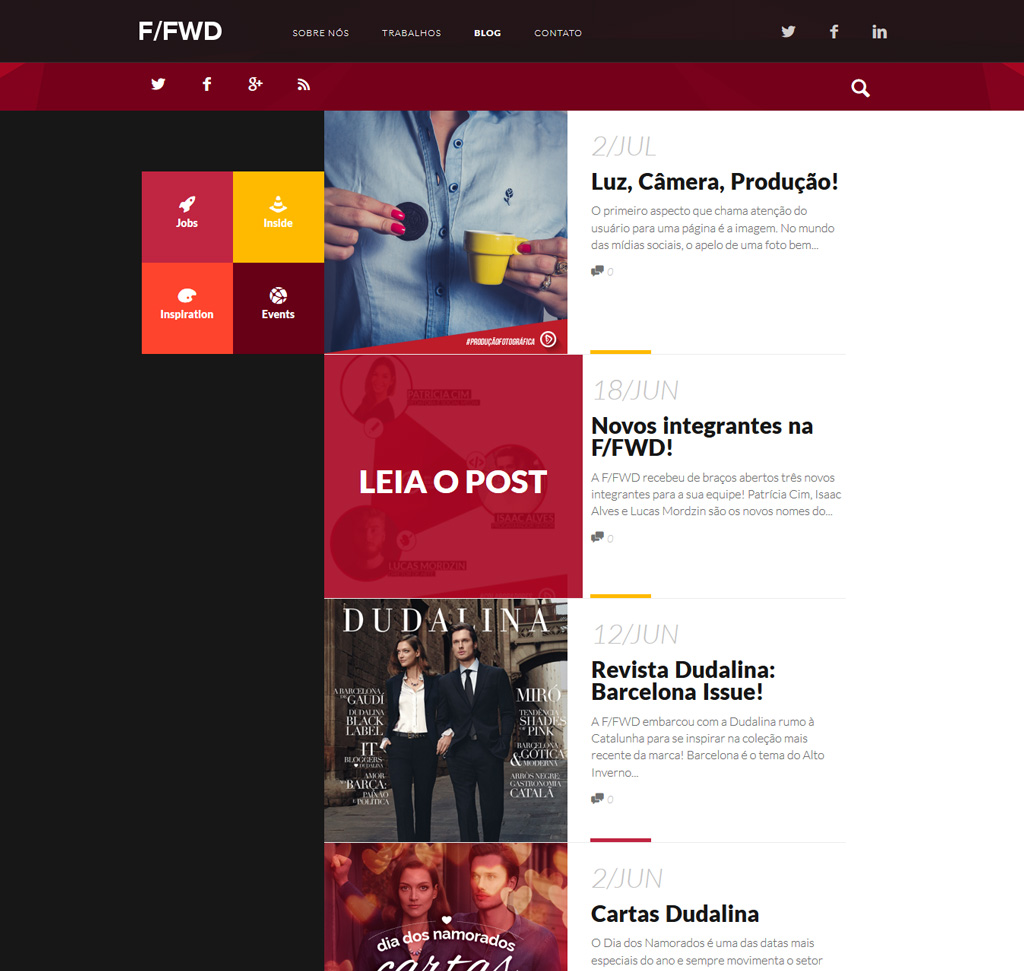 F/FWD
SOBRE NÓS
TRABALHOS
BLOG
CONTATO
Jobs
Inside
Inspiration
Events
#PRODUÇÃOFOTOGRÁFICA
2/JUL
Luz, Câmera, Produção!
O primeiro aspecto que chama atenção do
usuário para uma página é a imagem. No mundo
das mídias sociais, o apelo de uma foto bem...
0
PATRÍCIA CIM
LEIA O POST
ISAAC ALVES
LUCAS MORDZIN
18/JUN
Novos integrantes na
F/FWD!
A F/FWD recebeu de braços abertos três novos
integrantes para a sua equipe! Patrícia Cim, Isaac
Alves e Lucas Mordzin são os novos nomes do...
0
DUDALINA
A BARCELONA
DE GAUDÍ
DUDALINA
BLACK
LABEL
IT
BLOGGERS
DUDALINA
AMOR
BARÇA:
PAIXÃO
&POLÍTICA
MIRÓ
TENDÊNCIA
SHADES
OF PINK
BARCELONA
GÓTICA
& MODERNA
ARRÒS NEGRE,
GASTRONOMIA
CATALÃ
12/JUN
Revista Dudalina:
Barcelona Issue!
A F/FWD embarcou com a Dudalina rumo à
Catalunha para se inspirar na coleção mais
recente da marca! Barcelona é o tema do Alto
Inverno...
0
dia dos namorados
cartas
2/JUN
Cartas Dudalina
O Dia dos Namorados é uma das datas mais
especiais do ano e sempre movimenta o setor